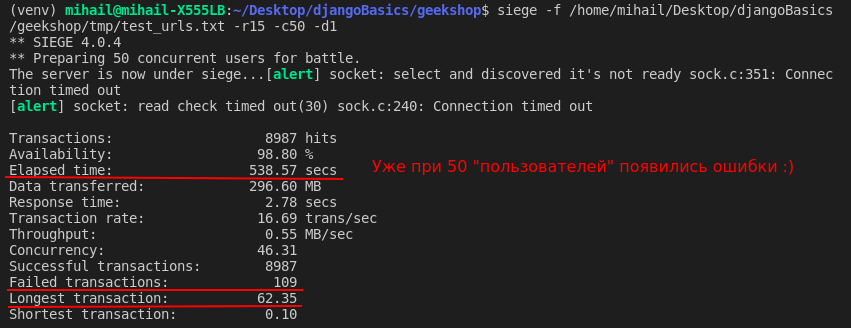 (venv) mihail@mihail-X555LB:~/Desktop/djangoBasics/geekshop$ siege -f /home/mihail/Desktop/djangoBasics
/geekshop/tmp/test_urls.txt -r15 -c50 -d1
** SIEGE 4.0.4
** Preparing 50 concurrent users for battle.
The server is now under siege...[alert] socket: select and discovered it's not ready sock.c:351: Connec
tion timed out
[alert] socket: read check timed out(30) sock.c:240: Connection timed out
Transactions: 8987 hits
Availability: 98.80 %
Elapsed time: 538.57 secs
Уже при 50 "пользователей" появились ошибки :)
Data transferred: 296.60 MB
Response time: 2.78 secs
Transaction rate: 16.69 trans/sec
Throughput: 0.55 MB/sec
Concurrency: 46.31
Successful transactions: 8987
Failed transactions: 109
Longest transaction: 62.35
Shortest transaction: 0.10